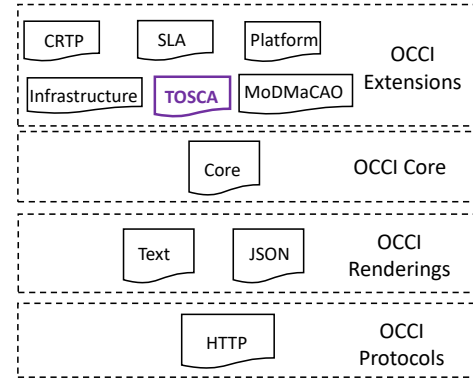 CRTP
SLA
Platform
OCCI
Extensions
Infrastructure
TOSCA
MoDMaCAO
Core
OCCI Core
Text
JSON
OCCI
Renderings
HTTP
OCCI
Protocols